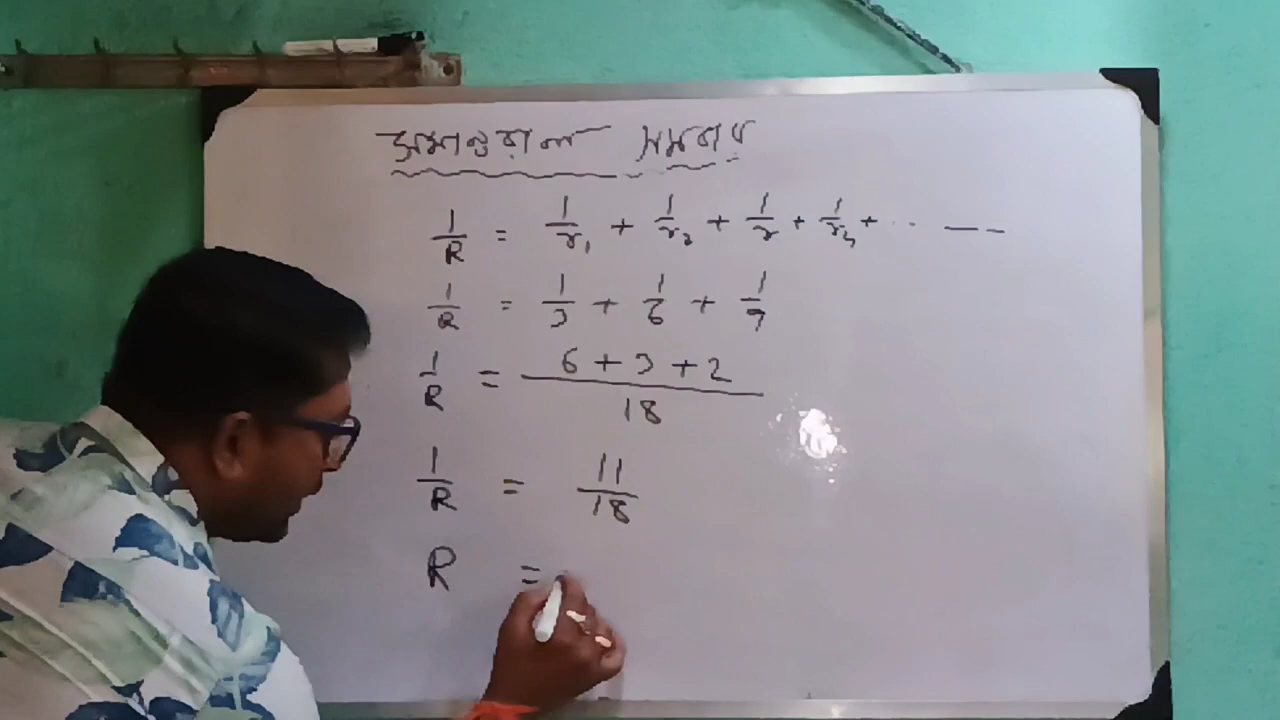 সমান্তরাল সমবায়
1/R = 1/r₁ + 1/r₂ + 1/r + 1/r₃ + ·· — —
1/R = 1/3 + 1/6 + 1/9
1/R = 6 + 3 + 2 / 18
1/R = 11/18
R =